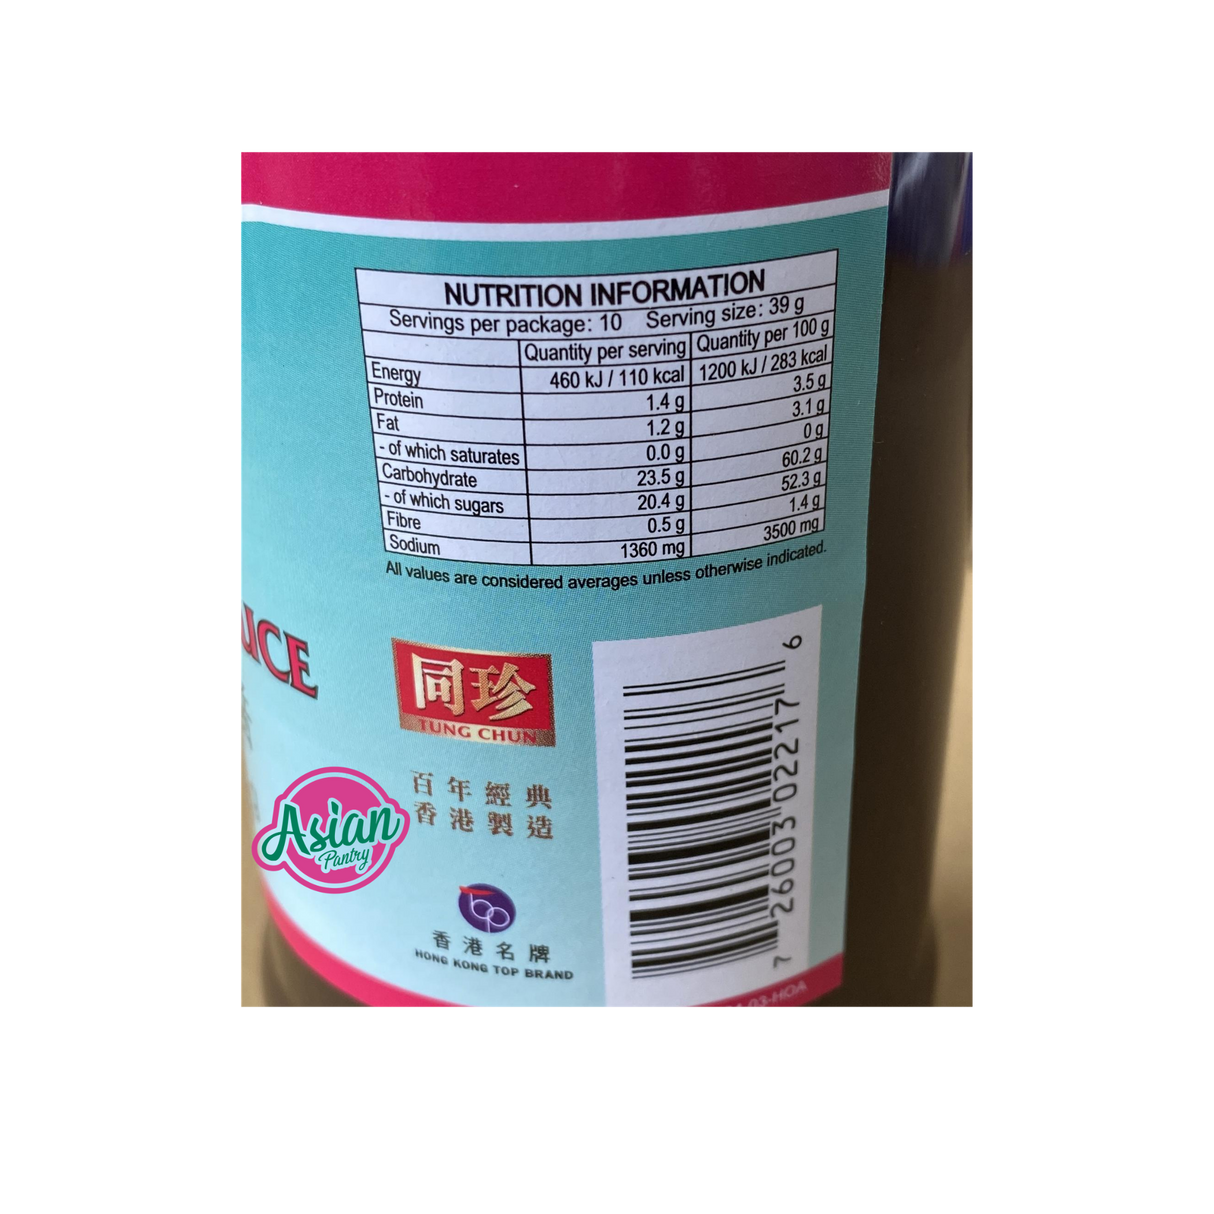 NUTRITION INFORMATION
Servings per package: 10 Serving size: 39 g
Quantity per serving Quantity per 100 g
Energy 460 kJ / 110 kcal 1200 kJ / 283 kcal
Protein 1.4 g 3.5 g
Fat 1.2 g 3.1 g
- of which saturates 0.0 g 0 g
Carbohydrate 23.5 g 60.2 g
- of which sugars 20.4 g 52.3 g
Fibre 0.5 g 1.4 g
Sodium 1360 mg 3500 mg
All values are considered averages unless otherwise indicated.
同珍
TUNG CHUN
百年經典
香港製造
Asian
Pantry
top
香港名牌
HONG KONG TOP BRAND
7 26003 02217 6